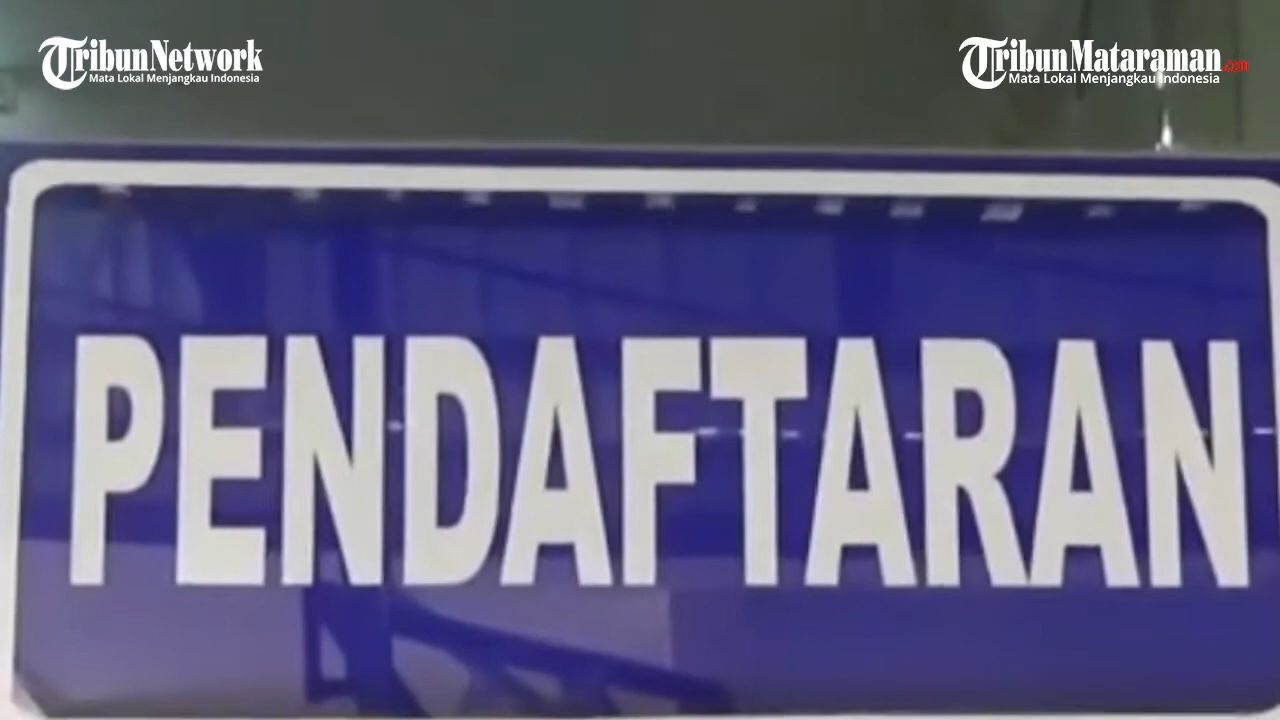 TribunNetwork
Mata Lokal Menjangkau Indonesia
TribunMataraman.com
Mata Lokal Menjangkau Indonesia
PENDAFTARAN